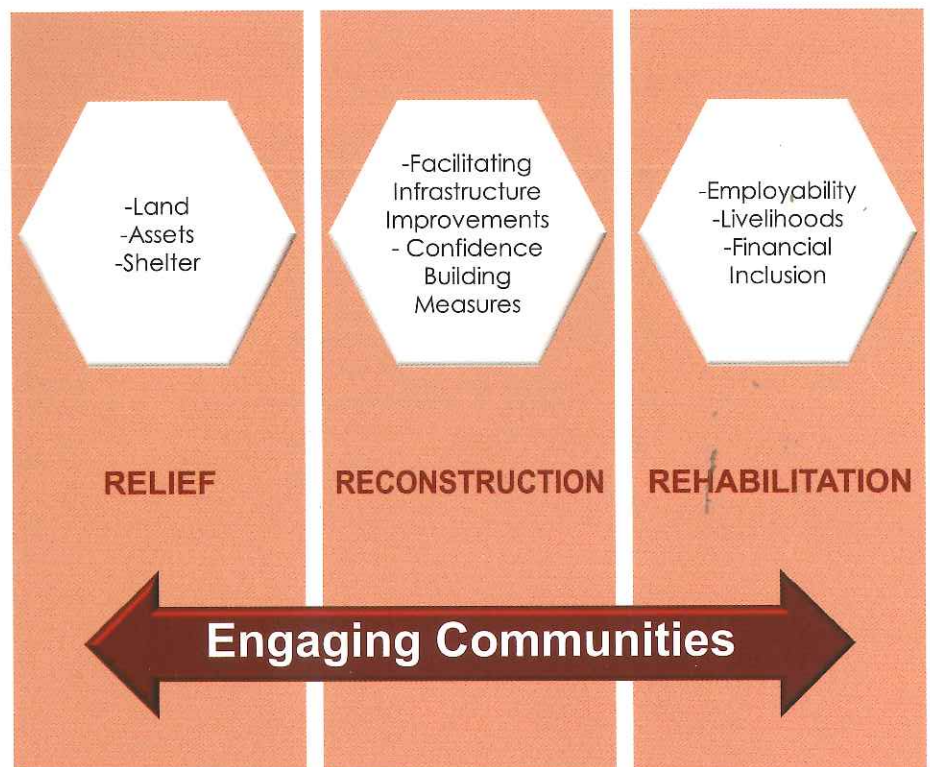 -Land
-Assets
-Shelter
RELIEF
-Facilitating
Infrastructure
Improvements
- Confidence
Building
Measures
RECONSTRUCTION
-Employability
-Livelihoods
-Financial
Inclusion
REHABILITATION
Engaging Communities